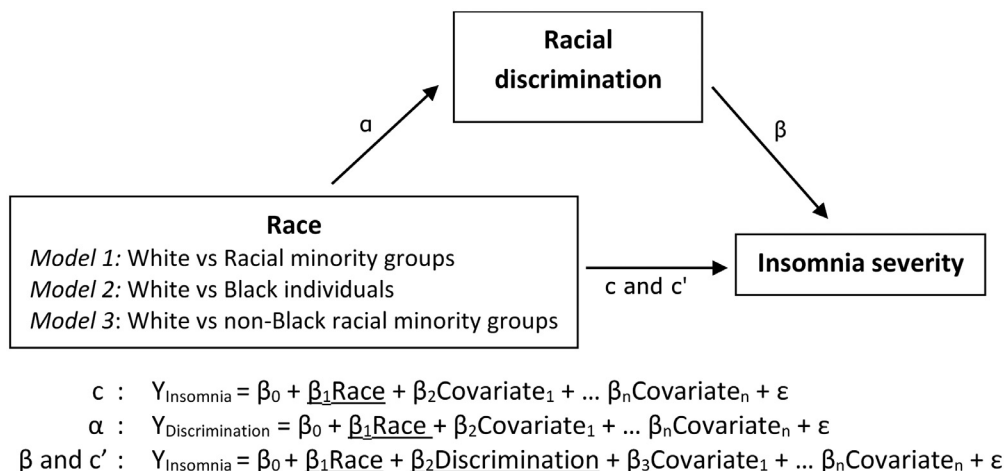 Racial
discrimination
α
β
Race
Model 1: White vs Racial minority groups
Model 2: White vs Black individuals
Model 3: White vs non-Black racial minority groups
c and c'
Insomnia severity
c : Y_Insomnia = β₀ + β₁Race + β₂Covariate₁ + ... βₙCovariateₙ + ε
α : Y_Discrimination = β₀ + β₁Race + β₂Covariate₁ + ... βₙCovariateₙ + ε
β and c’ : Y_Insomnia = β₀ + β₁Race + β₂Discrimination + β₃Covariate₁ + ... βₙCovariateₙ + ε